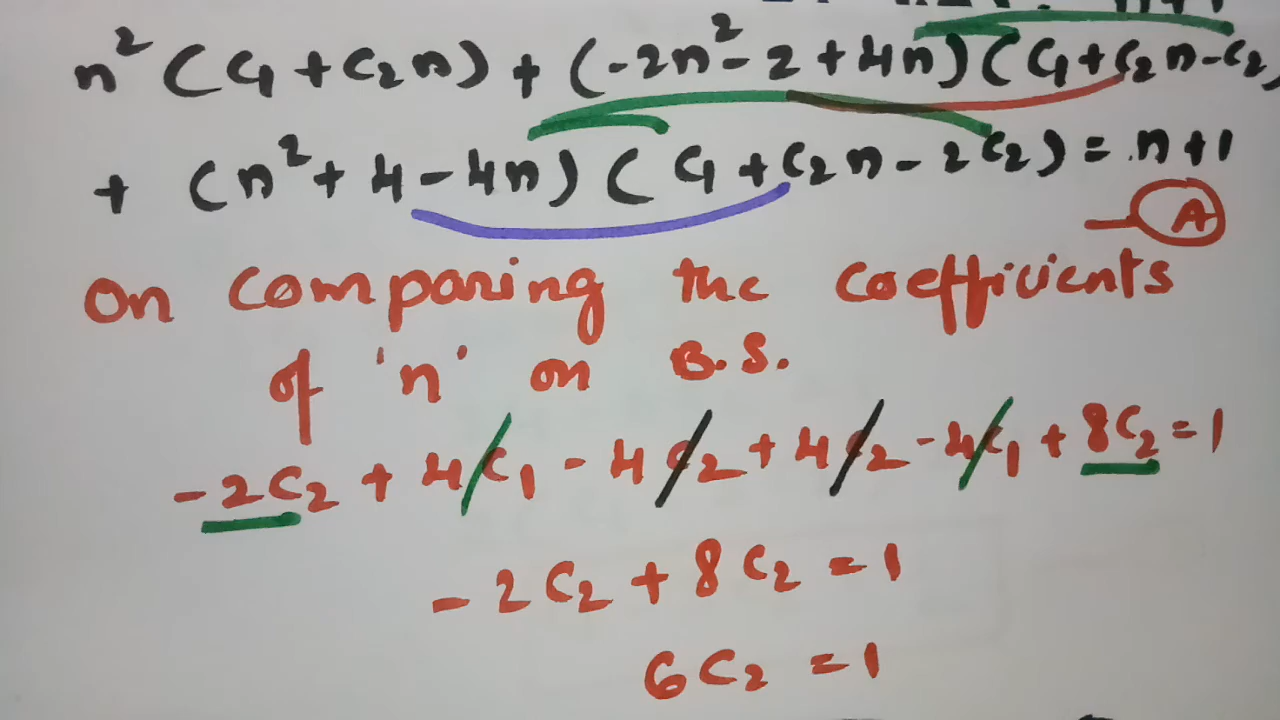 n² (C₁ + C₂n) + (-2n² - 2 + 4n) (C₁ + C₂n - C₂)
+ (n² + 4 - 4n) (C₁ + C₂n - 2C₂) = n + 1
A
on comparing the coefficients
of 'n' on B.S.
-2C₂ + 4C₁ - 4C₂ + 4C₂ - 4C₁ + 8C₂ = 1
-2C₂ + 8C₂ = 1
6C₂ = 1